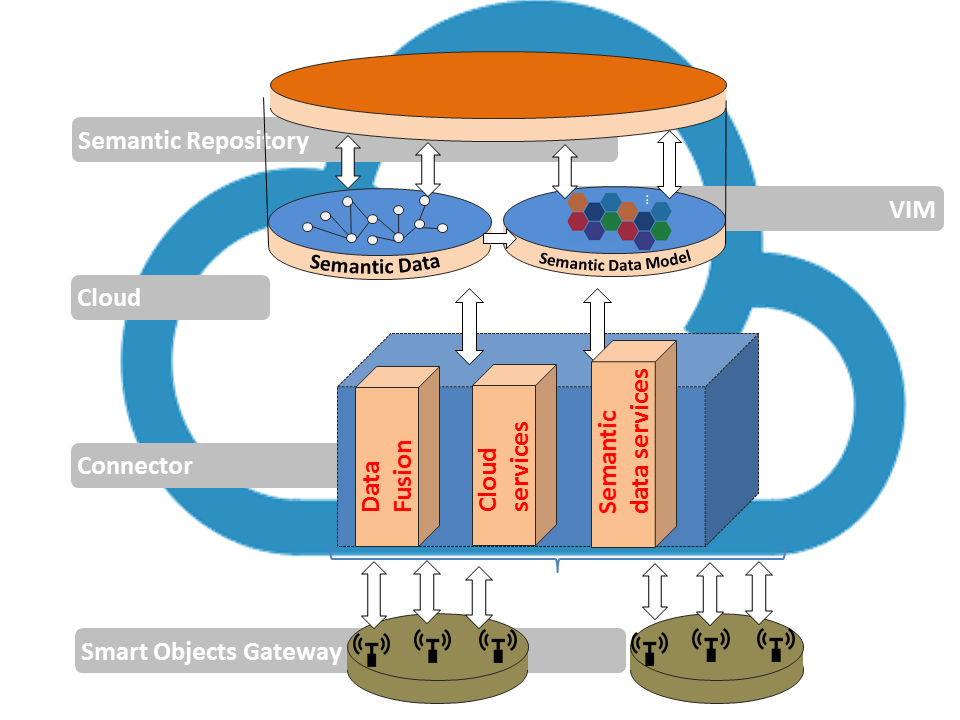 Semantic Repository
VIM
Semantic Data
Semantic Data Model
Cloud
Data
Fusion
Cloud
services
Semantic
data services
Connector
Smart Objects Gateway